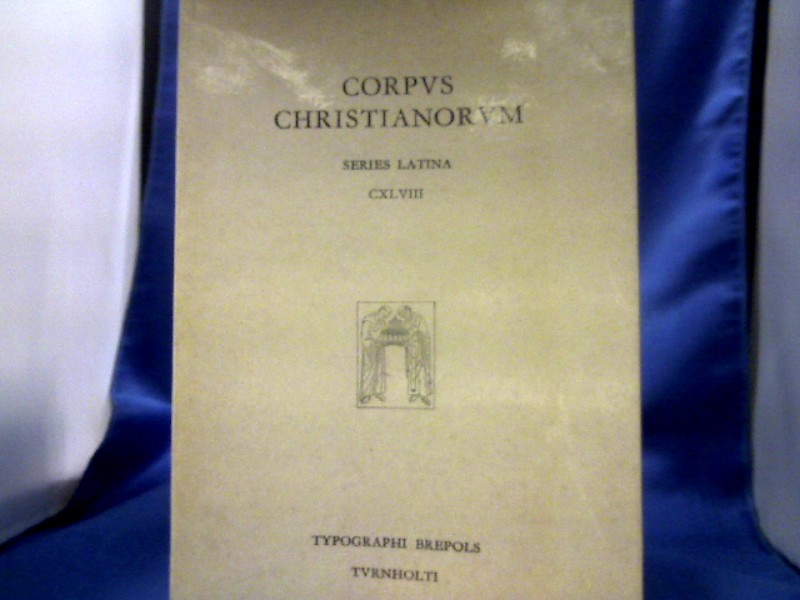 CORPVS
CHRISTIANORVM
SERIES LATINA
CXLVIII
TYPOGRAPHI BREPOLS
TVRNHOLTI